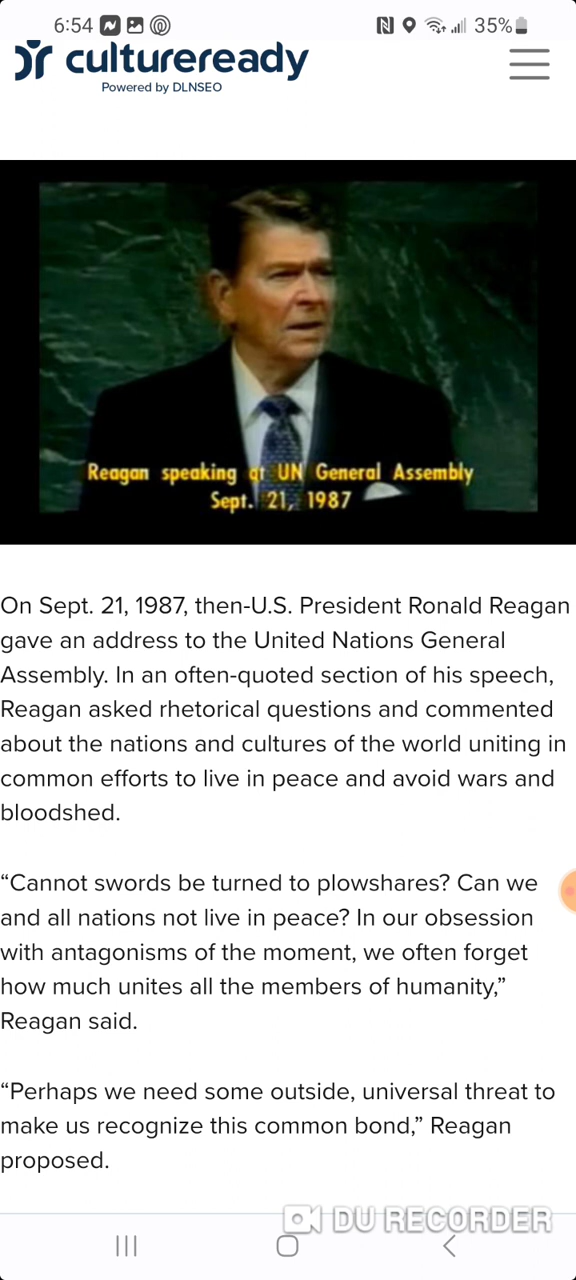 6:54
35%
cultureready
Powered by DLNSEO
Reagan speaking at UN General Assembly
Sept. 21, 1987
On Sept. 21, 1987, then-U.S. President Ronald Reagan
gave an address to the United Nations General
Assembly. In an often-quoted section of his speech,
Reagan asked rhetorical questions and commented
about the nations and cultures of the world uniting in
common efforts to live in peace and avoid wars and
bloodshed.
“Cannot swords be turned to plowshares? Can we
and all nations not live in peace? In our obsession
with antagonisms of the moment, we often forget
how much unites all the members of humanity,”
Reagan said.
“Perhaps we need some outside, universal threat to
make us recognize this common bond,” Reagan
proposed.
DU RECORDER